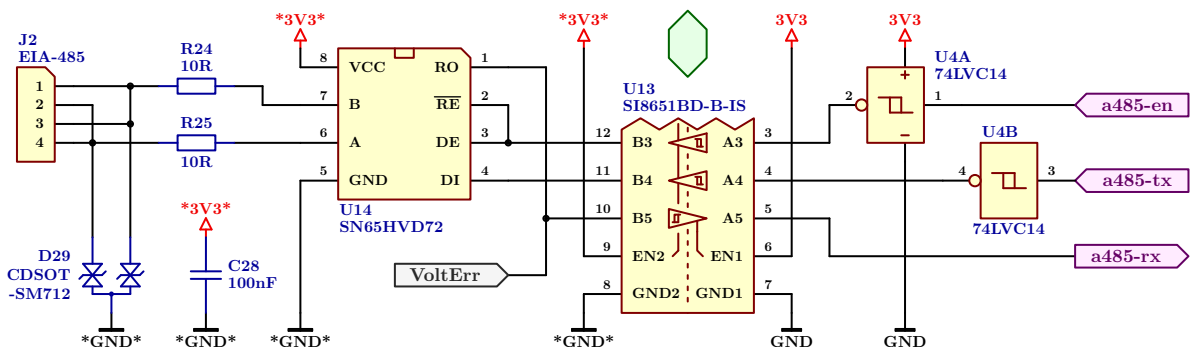 J2
EIA-485
1
2
3
4
R24
10R
R25
10R
D29
CDSOT
-SM712
*GND*
*3V3*
C28
100nF
*GND*
*3V3*
8
7
6
5
VCC
B
A
GND
RO
RE
DE
DI
1
2
3
4
U14
SN65HVD72
*GND*
VoltErr
*3V3*
U13
SI8651BD-B-IS
12
11
10
9
8
B3
B4
B5
EN2
GND2
A3
A4
A5
EN1
GND1
3
4
5
6
7
*GND*
3V3
GND
3V3
U4A
74LVC14
2
+
−
1
GND
U4B
4
3
74LVC14
a485-en
a485-tx
a485-rx